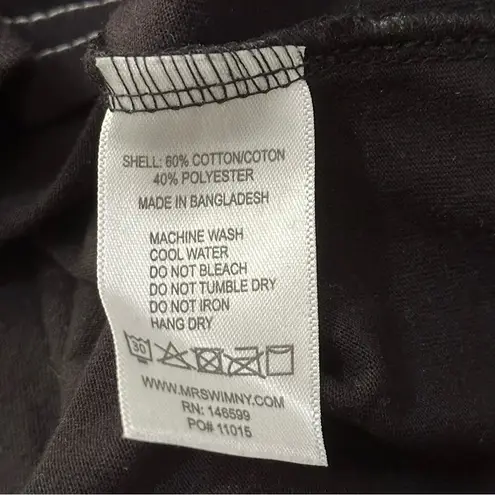 SHELL: 60% COTTON/COTON
40% POLYESTER
MADE IN BANGLADESH
MACHINE WASH
COOL WATER
DO NOT BLEACH
DO NOT TUMBLE DRY
DO NOT IRON
HANG DRY
30
WWW.MRSWIMNY.COM
RN: 146599
PO# 11015